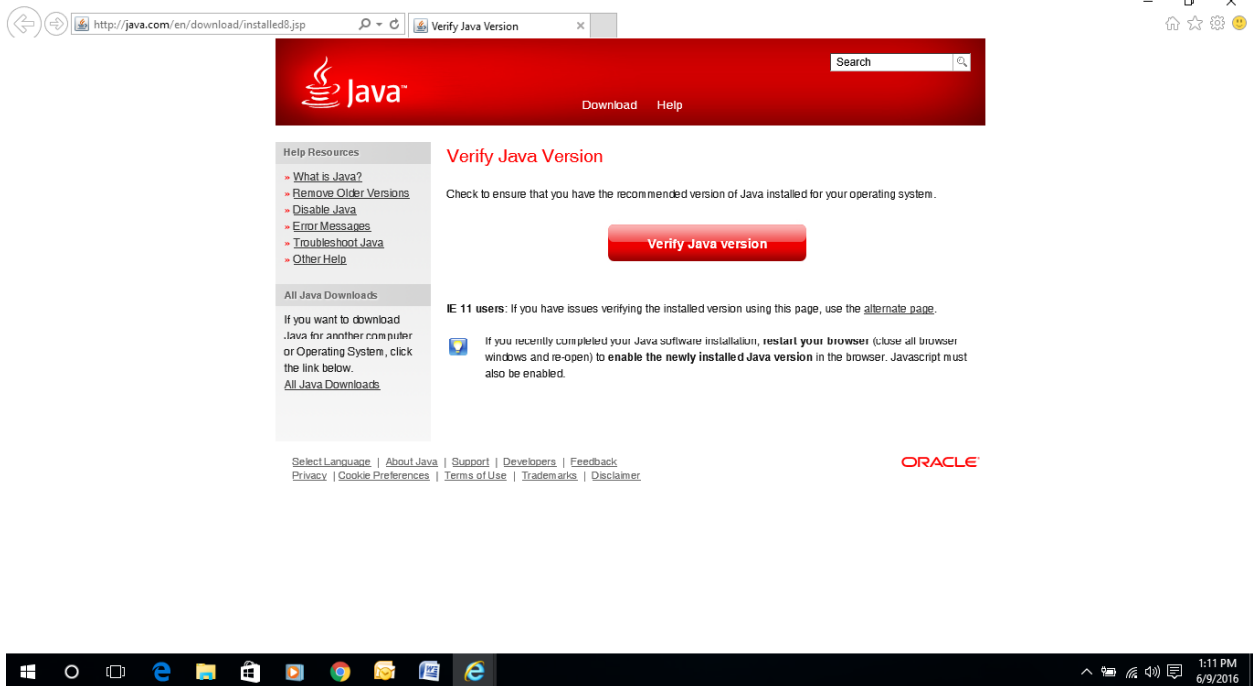 http://java.com/en/download/installed8.jsp
Verify Java Version
Java™
Search
Download Help
Help Resources
» What is Java?
» Remove Older Versions
» Disable Java
» Error Messages
» Troubleshoot Java
» Other Help
All Java Downloads
If you want to download
Java for another computer
or Operating System, click
the link below.
All Java Downloads
Verify Java Version
Check to ensure that you have the recommended version of Java installed for your operating system.
Verify Java version
IE 11 users: If you have issues verifying the installed version using this page, use the alternate page.
If you recently completed your Java software installation, restart your browser (close all browser
windows and re-open) to enable the newly installed Java version in the browser. Javascript must
also be enabled.
Select Language | About Java | Support | Developers | Feedback
Privacy | Cookie Preferences | Terms of Use | Trademarks | Disclaimer
ORACLE
1:11 PM
6/9/2016